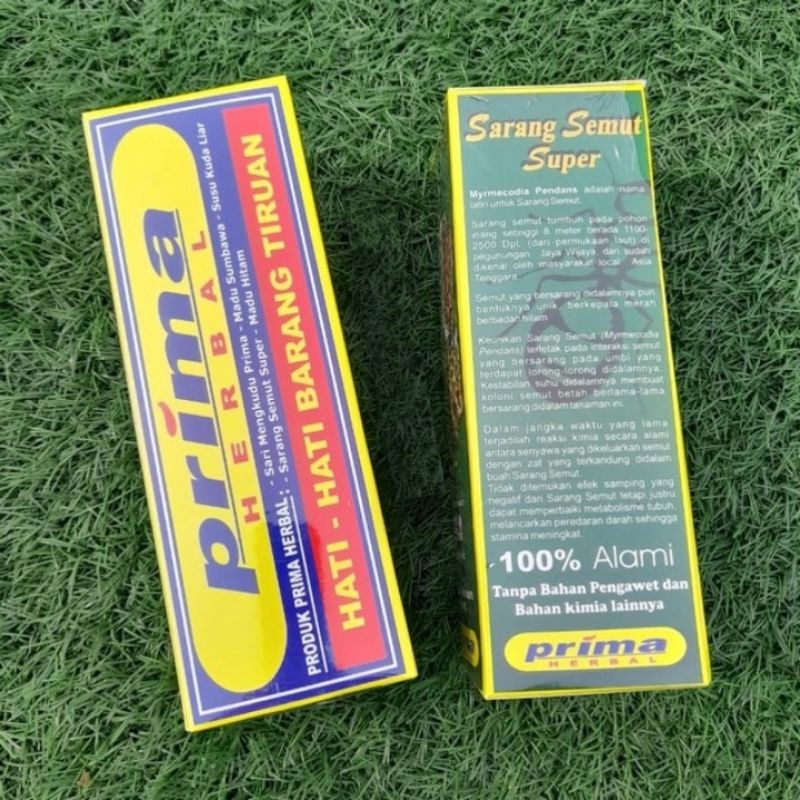 prima
HERBAL
PRODUK PRIMA HERBAL :
- Sari Mengkudu Prima - Madu Sumbawa - Susu Kuda Liar
- Sarang Semut Super - Madu Hitam
HATI - HATI BARANG TIRUAN
Sarang Semut
Super
Myrmecodia Pendans adalah nama
latin untuk Sarang Semut.
Sarang semut tumbuh pada pohon
inang setinggi 8 meter berada 1100-
2500 Dpl. (dari permukaan laut) di
pegunungan Jaya Wijaya, dan sudah
dikenal oleh masyarakat local Asia
Tenggara.
Semut yang bersarang didalamnya pun
bentuknya unik, berkepala merah
berbadan hitam.
Keunikan Sarang Semut (Myrmecodia
Pendans) terletak pada interaksi semut
yang bersarang pada umbi yang
terdapat lorong-lorong didalamnya.
Kestabilan suhu didalamnya membuat
koloni semut betah berlama-lama
bersarang didalam tanaman ini.
Dalam jangka waktu yang lama
terjadilah reaksi kimia secara alami
antara senyawa yang dikeluarkan semut
dengan zat yang terkandung didalam
buah Sarang Semut.
Tidak ditemukan efek samping yang
negatif dari Sarang Semut tetapi justru
dapat memperbaiki metabolisme tubuh,
melancarkan peredaran darah sehingga
stamina meningkat.
100% Alami
Tanpa Bahan Pengawet dan
Bahan kimia lainnya
prima
HERBAL